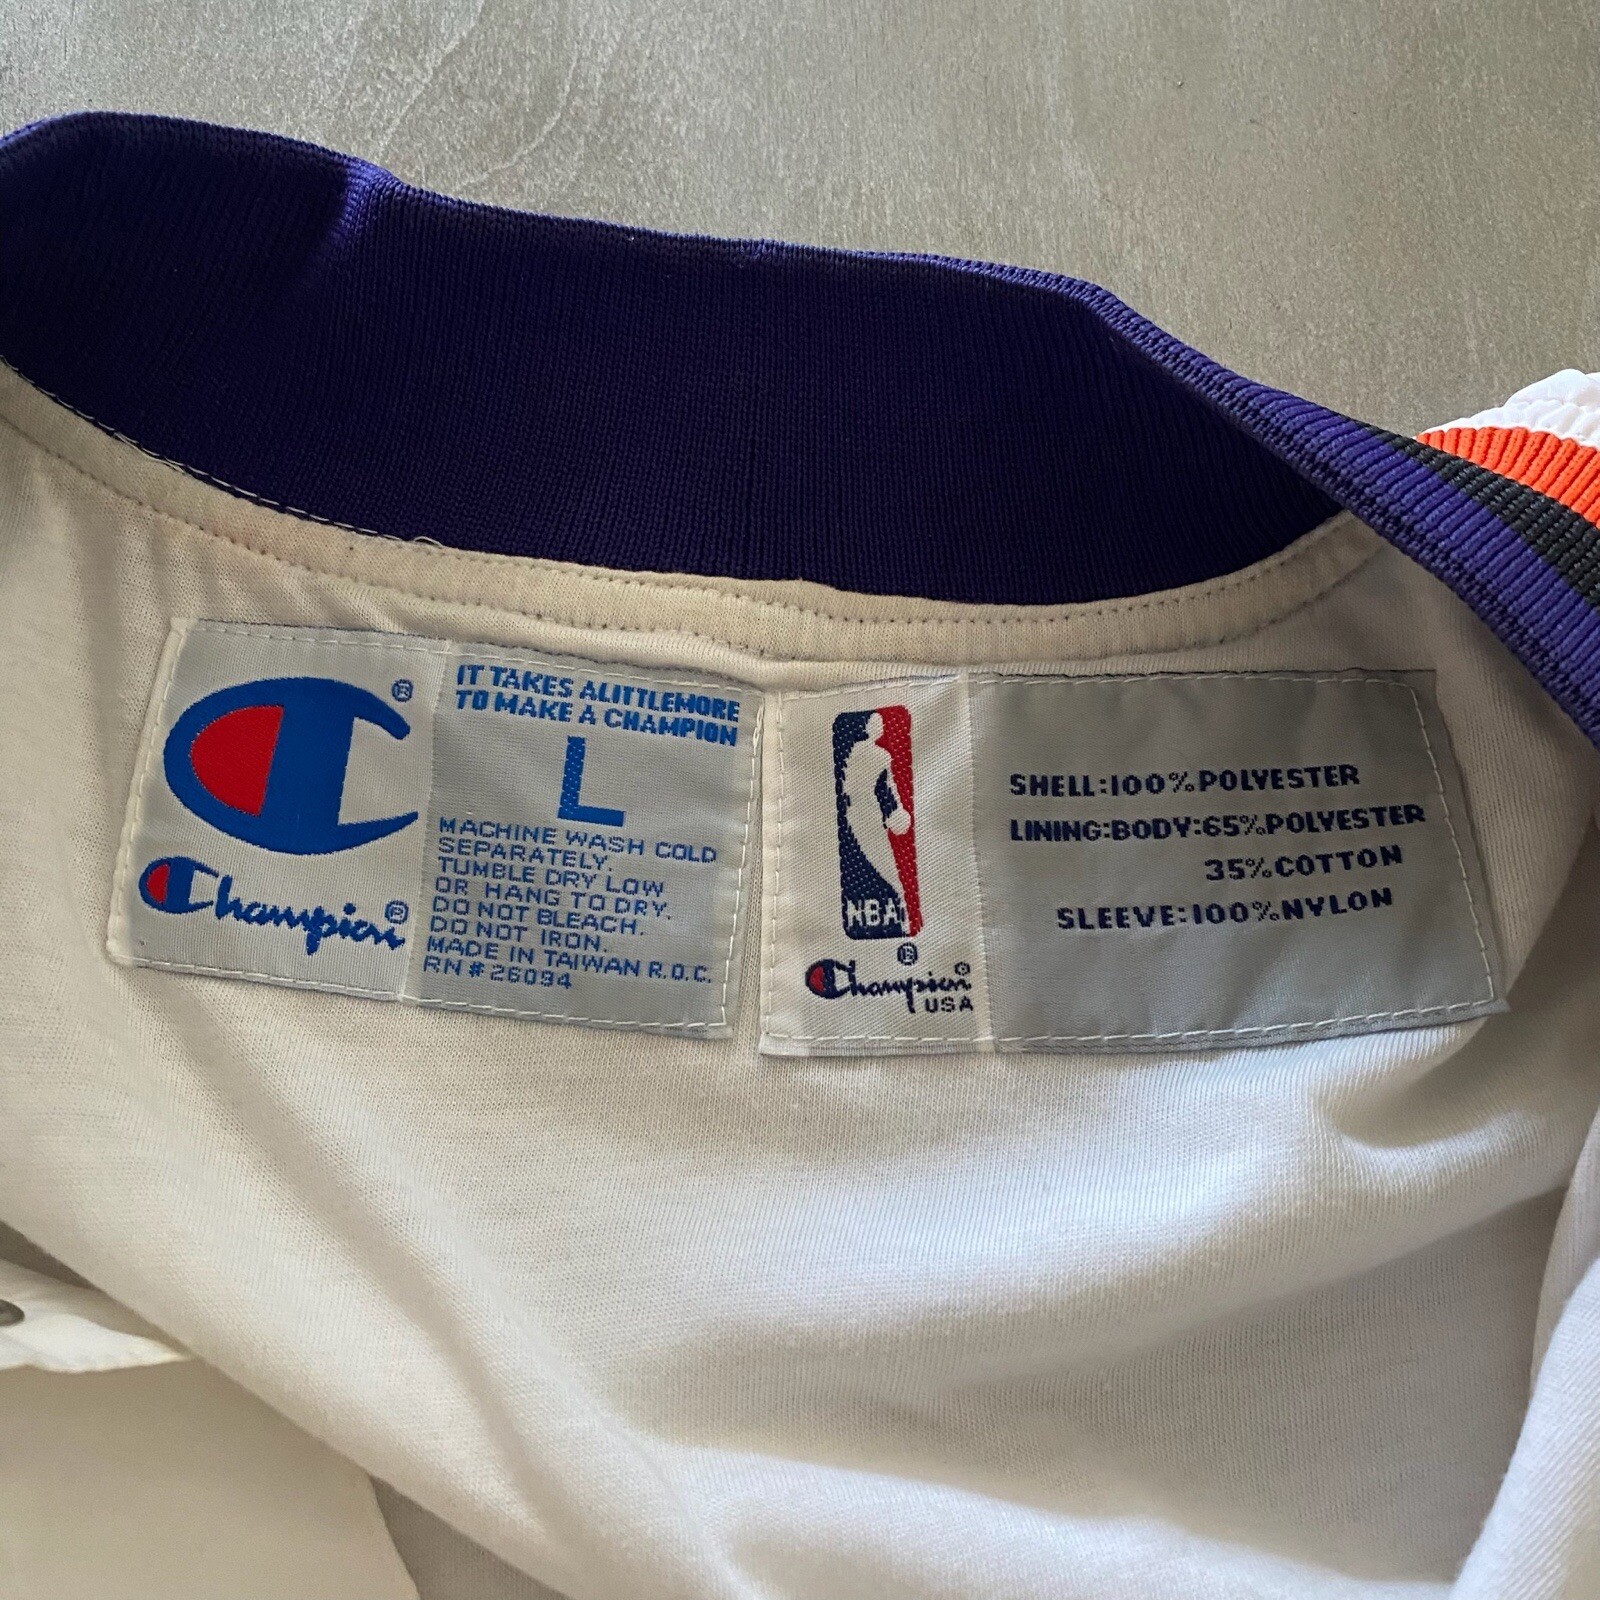 ®
IT TAKES ALITTLEMORE
TO MAKE A CHAMPION
L
MACHINE WASH COLD
SEPARATELY.
TUMBLE DRY LOW
OR HANG TO DRY.
DO NOT BLEACH.
DO NOT IRON.
MADE IN TAIWAN R.O.C.
RN#26094
Champion®
NBA
®
Champion®
USA
SHELL:100%POLYESTER
LINING:BODY:65%POLYESTER
35%COTTON
SLEEVE:100%NYLON